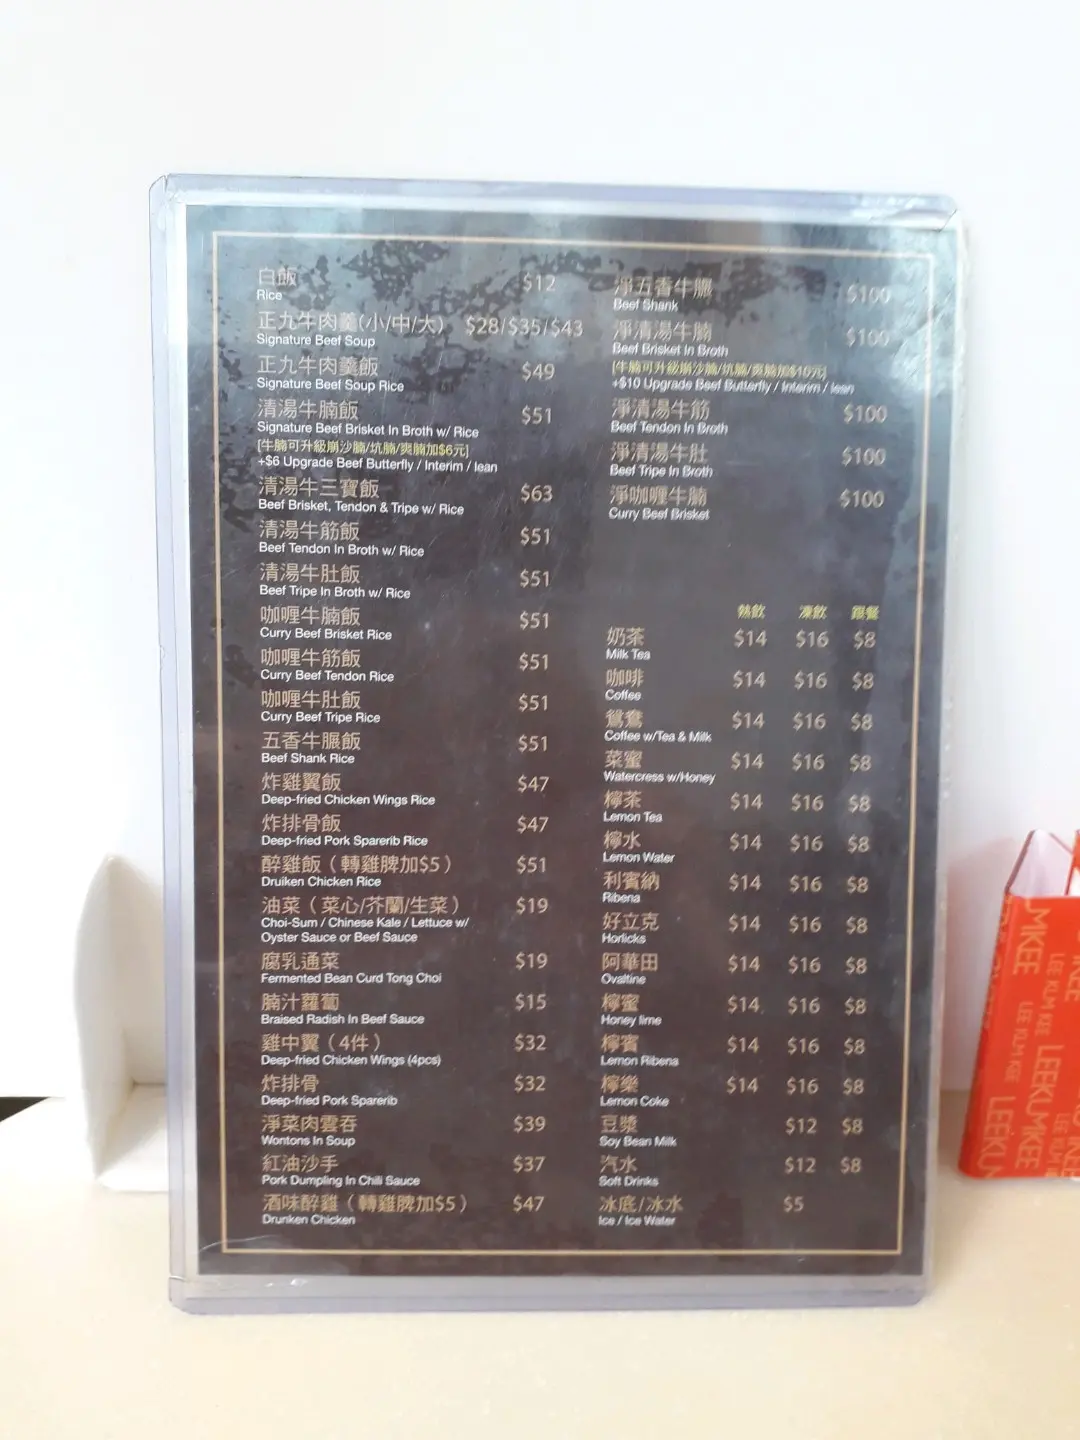 白飯 $12
Rice
正九牛肉羹(小/中/大) $28/$35/$43
Signature Beef Soup
正九牛肉羹飯 $49
Signature Beef Soup Rice
清湯牛腩飯 $51
Signature Beef Brisket In Broth w/ Rice
[牛腩可升級崩沙腩/坑腩/爽腩加$6元]
+$6 Upgrade Beef Butterfly / Interim / lean
清湯牛三寶飯 $63
Beef Brisket, Tendon & Tripe w/ Rice
清湯牛筋飯 $51
Beef Tendon In Broth w/ Rice
清湯牛肚飯 $51
Beef Tripe In Broth w/ Rice
咖喱牛腩飯 $51
Curry Beef Brisket Rice
咖喱牛筋飯 $51
Curry Beef Tendon Rice
咖喱牛肚飯 $51
Curry Beef Tripe Rice
五香牛𦟌飯 $51
Beef Shank Rice
炸雞翼飯 $47
Deep-fried Chicken Wings Rice
炸排骨飯 $47
Deep-fried Pork Sparerib Rice
醉雞飯（轉雞脾加$5） $51
Druiken Chicken Rice
油菜（菜心/芥蘭/生菜） $19
Choi-Sum / Chinese Kale / Lettuce w/
Oyster Sauce or Beef Sauce
腐乳通菜 $19
Fermented Bean Curd Tong Choi
腩汁蘿蔔 $15
Braised Radish In Beef Sauce
雞中翼（4件） $32
Deep-fried Chicken Wings (4pcs)
炸排骨 $32
Deep-fried Pork Sparerib
淨菜肉雲吞 $39
Wontons In Soup
紅油沙手 $37
Pork Dumpling In Chili Sauce
酒味醉雞（轉雞脾加$5） $47
Drunken Chicken
淨五香牛𦟌 $100
Beef Shank
淨清湯牛腩 $100
Beef Brisket In Broth
[牛腩可升級崩沙腩/坑腩/爽腩加$10元]
+$10 Upgrade Beef Butterfly / Interim / lean
淨清湯牛筋 $100
Beef Tendon In Broth
淨清湯牛肚 $100
Beef Tripe In Broth
淨咖喱牛腩 $100
Curry Beef Brisket
熱飲 凍飲 跟餐
奶茶 $14 $16 $8
Milk Tea
咖啡 $14 $16 $8
Coffee
鴛鴦 $14 $16 $8
Coffee w/Tea & Milk
菜蜜 $14 $16 $8
Watercress w/Honey
檸茶 $14 $16 $8
Lemon Tea
檸水 $14 $16 $8
Lemon Water
利賓納 $14 $16 $8
Ribena
好立克 $14 $16 $8
Horlicks
阿華田 $14 $16 $8
Ovaltine
檸蜜 $14 $16 $8
Honey lime
檸賓 $14 $16 $8
Lemon Ribena
檸樂 $14 $16 $8
Lemon Coke
豆漿 $12 $8
Soy Bean Milk
汽水 $12 $8
Soft Drinks
冰底/冰水 $5
Ice / Ice Water
LEE KUM KEE
LEE KUM KEE
LEEKUMKEE